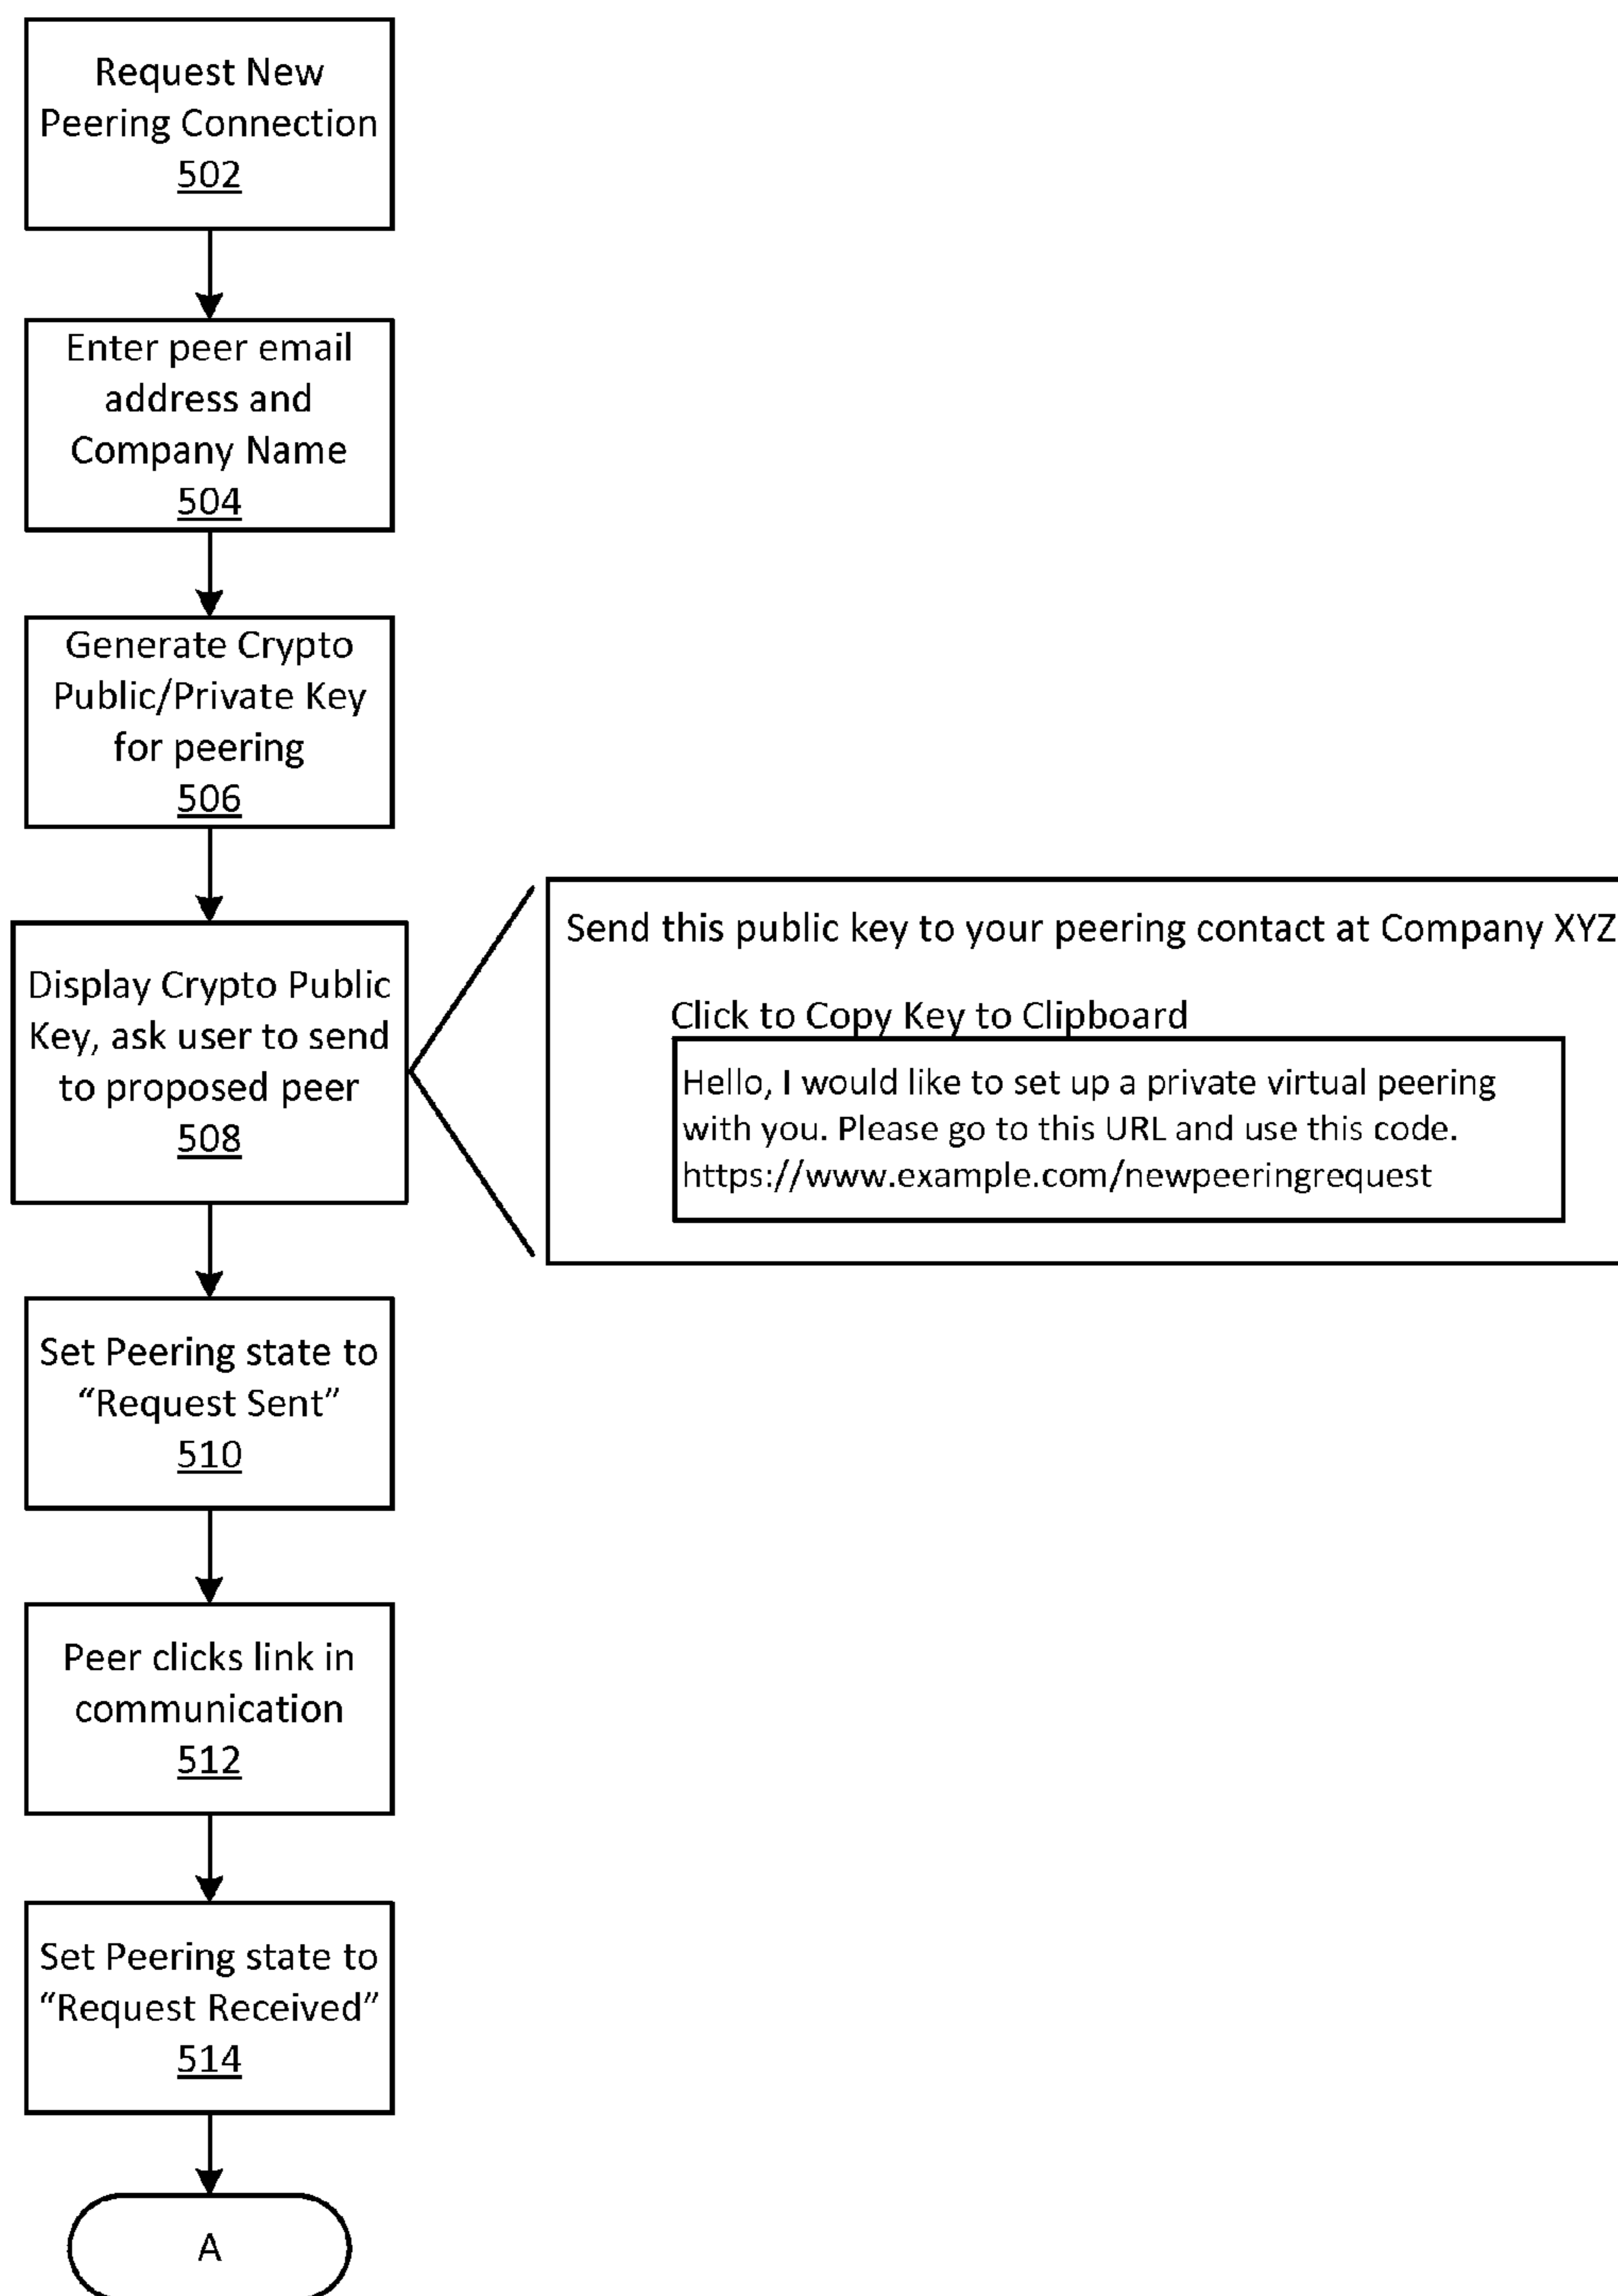 Request New
Peering Connection
502
Enter peer email
address and
Company Name
504
Generate Crypto
Public/Private Key
for peering
506
Display Crypto Public
Key, ask user to send
to proposed peer
508
Send this public key to your peering contact at Company XYZ
Click to Copy Key to Clipboard
Hello, I would like to set up a private virtual peering
with you. Please go to this URL and use this code.
https://www.example.com/newpeeringrequest
Set Peering state to
“Request Sent”
510
Peer clicks link in
communication
512
Set Peering state to
“Request Received”
514
A